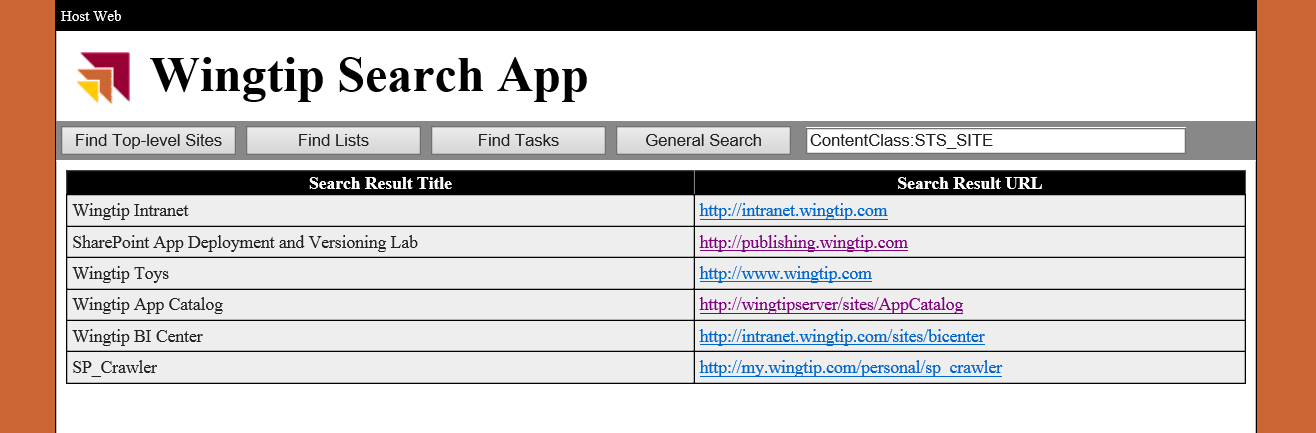 Host Web
Wingtip Search App
Find Top-level Sites Find Lists Find Tasks General Search ContentClass:STS_SITE
Search Result Title Search Result URL
Wingtip Intranet http://intranet.wingtip.com
SharePoint App Deployment and Versioning Lab http://publishing.wingtip.com
Wingtip Toys http://www.wingtip.com
Wingtip App Catalog http://wingtipserver/sites/AppCatalog
Wingtip BI Center http://intranet.wingtip.com/sites/bicenter
SP_Crawler http://my.wingtip.com/personal/sp_crawler